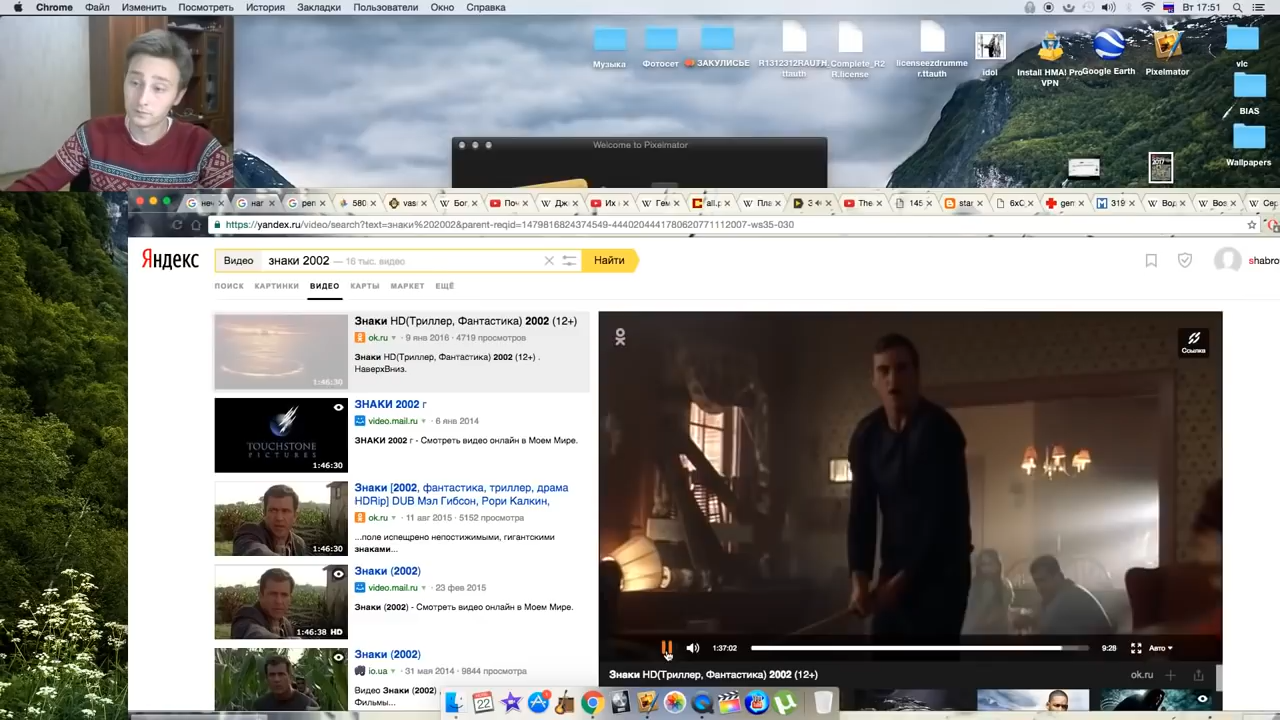 Chrome Файл Изменить Посмотреть История Закладки Пользователи Окно Справка Вт 17:51
vlc
Музыка Фотосет ЗАКУЛИСЬЕ
.ttauth R.license r.ttauth
idol Install HMA! Pro VPN Google Earth Pixelmator
BIAS
Welcome to Pixelmator
Wallpapers
https://yandex.ru/video/search?text=знаки%202002&parent-reqid=1479816824374549-4440204441780620771112007-ws35-030
Яндекс Видео знаки 2002 — 16 тыс. видео Найти shabro
ПОИСК КАРТИНКИ ВИДЕО КАРТЫ МАРКЕТ ЕЩЁ
Знаки HD(Триллер, Фантастика) 2002 (12+)
ok.ru 9 янв 2016 · 4719 просмотров
Знаки HD(Триллер, Фантастика) 2002 (12+) .
НаверхВниз.
1:46:30
Ссылка
ЗНАКИ 2002 г
video.mail.ru 6 янв 2014
ЗНАКИ 2002 г - Смотреть видео онлайн в Моем Мире.
TOUCHSTONE
PICTURES
1:46:30
Знаки [2002, фантастика, триллер, драма
HDRip] DUB Мэл Гибсон, Рори Калкин,
ok.ru 11 авг 2015 · 5152 просмотра
...поле испещрено непостижимыми, гигантскими
знаками...
1:46:30
Знаки (2002)
video.mail.ru 23 фев 2015
Знаки (2002) - Смотреть видео онлайн в Моем Мире.
1:46:38 HD
Знаки (2002)
io.ua 31 мая 2014 · 9844 просмотра
Видео Знаки (2002)
Фильмы...
1:37:02 9:28 Авто
Знаки HD(Триллер, Фантастика) 2002 (12+) ok.ru
22